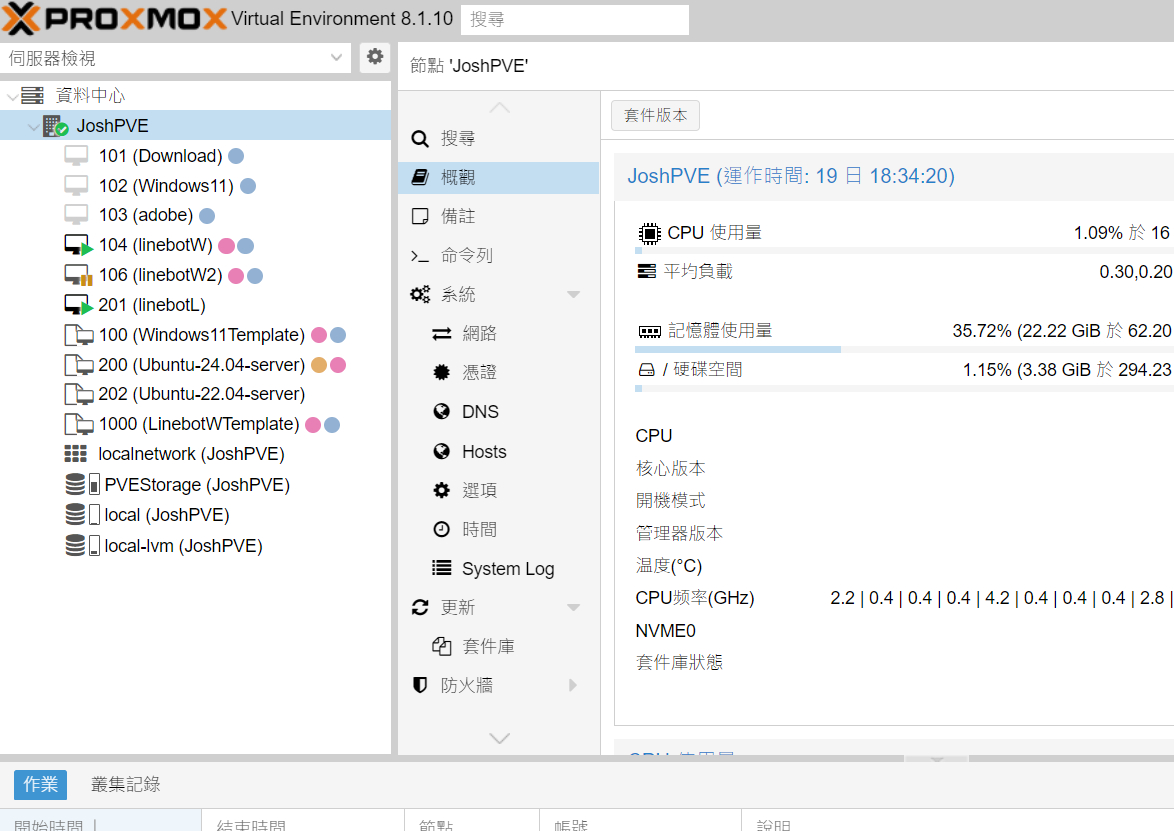 PROXMOX Virtual Environment 8.1.10 搜尋
伺服器檢視
資料中心
JoshPVE
101 (Download)
102 (Windows11)
103 (adobe)
104 (linebotW)
106 (linebotW2)
201 (linebotL)
100 (Windows11Template)
200 (Ubuntu-24.04-server)
202 (Ubuntu-22.04-server)
1000 (LinebotWTemplate)
localnetwork (JoshPVE)
PVEStorage (JoshPVE)
local (JoshPVE)
local-lvm (JoshPVE)
節點 'JoshPVE'
搜尋
概觀
備註
命令列
系統
網路
憑證
DNS
Hosts
選項
時間
System Log
更新
套件庫
防火牆
套件版本
JoshPVE (運作時間: 19 日 18:34:20)
CPU 使用量 1.09% 於 16
平均負載 0.30,0.20
記憶體使用量 35.72% (22.22 GiB 於 62.20
/ 硬碟空間 1.15% (3.38 GiB 於 294.23
CPU
核心版本
開機模式
管理器版本
温度(°C)
CPU频率(GHz) 2.2 | 0.4 | 0.4 | 0.4 | 4.2 | 0.4 | 0.4 | 0.4 | 2.8 |
NVME0
套件庫狀態
CPU 使用量
作業 叢集記錄
開始時間 結束時間 節點 帳號 說明